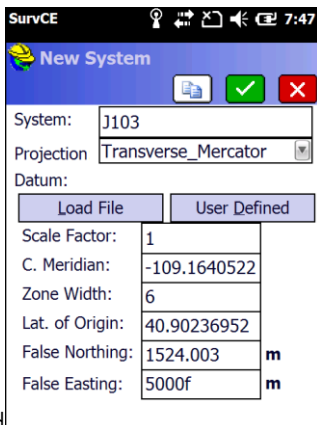 SurvCE 7:47
New System
System: J103
Projection Transverse_Mercator
Datum:
Load File User Defined
Scale Factor: 1
C. Meridian: -109.1640522
Zone Width: 6
Lat. of Origin: 40.90236952
False Northing: 1524.003 m
False Easting: 5000f m